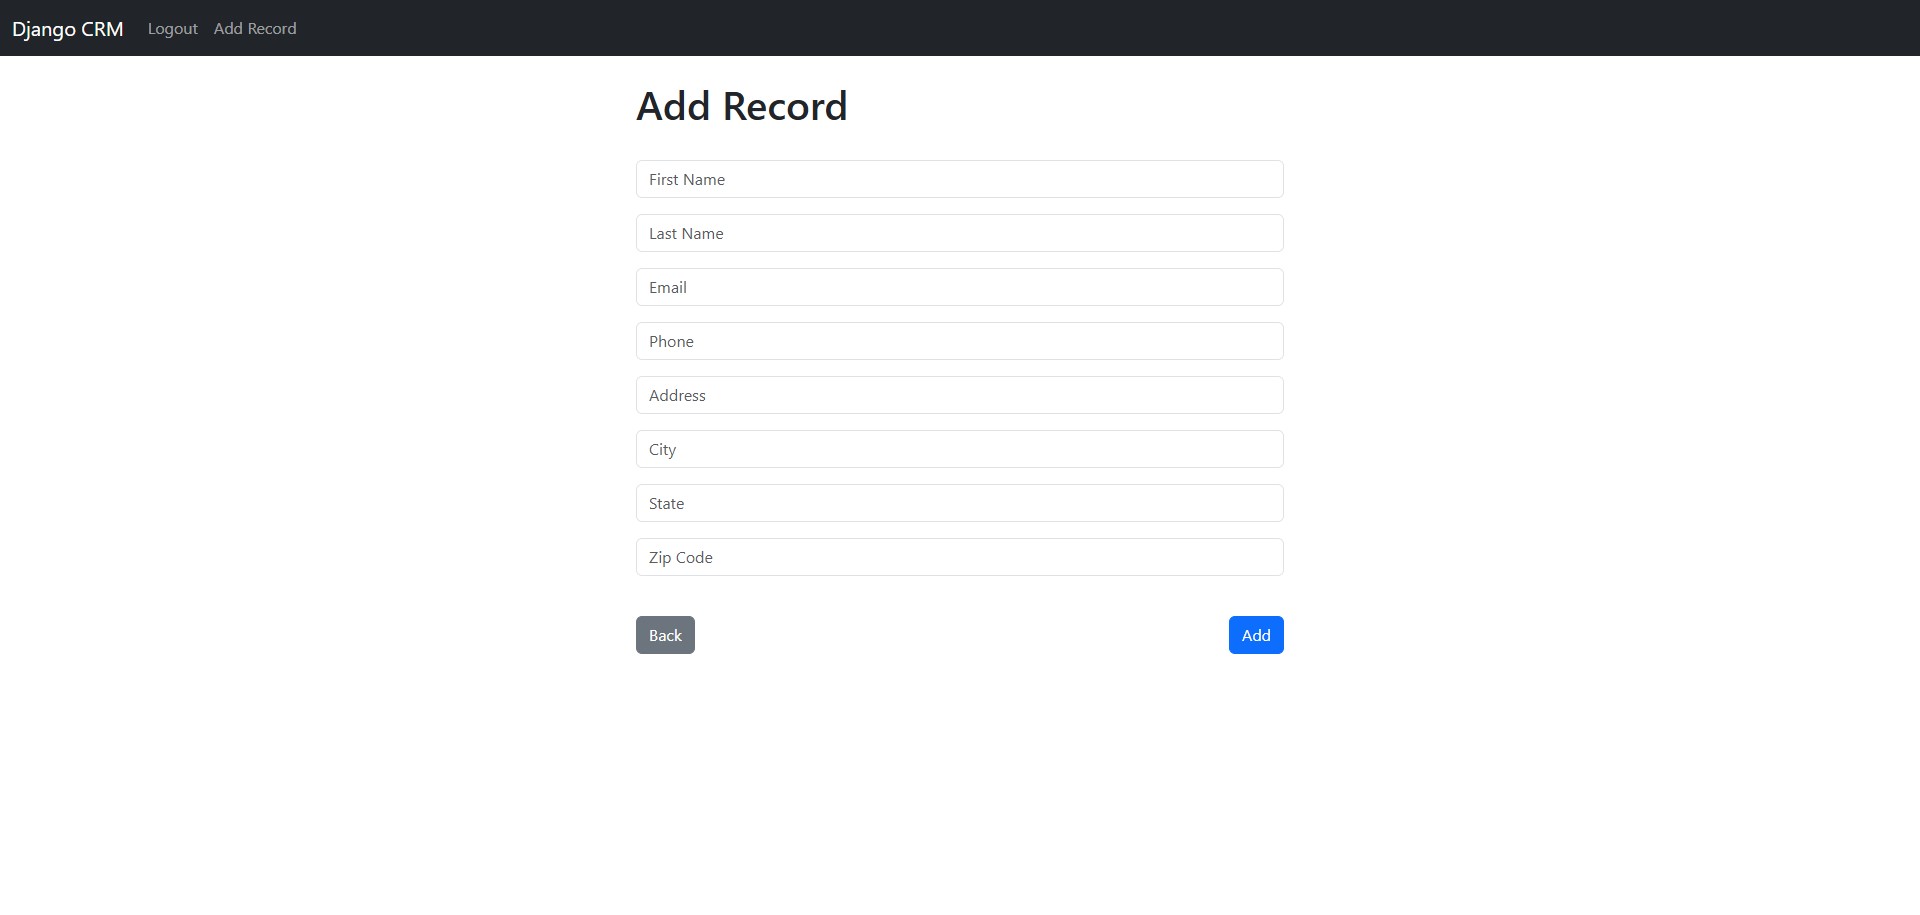 Django CRM Logout Add Record
Add Record
First Name
Last Name
Email
Phone
Address
City
State
Zip Code
Back Add